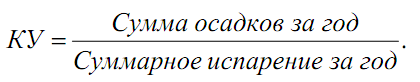 КУ = Сумма осадков за год / Суммарное испарение за год.